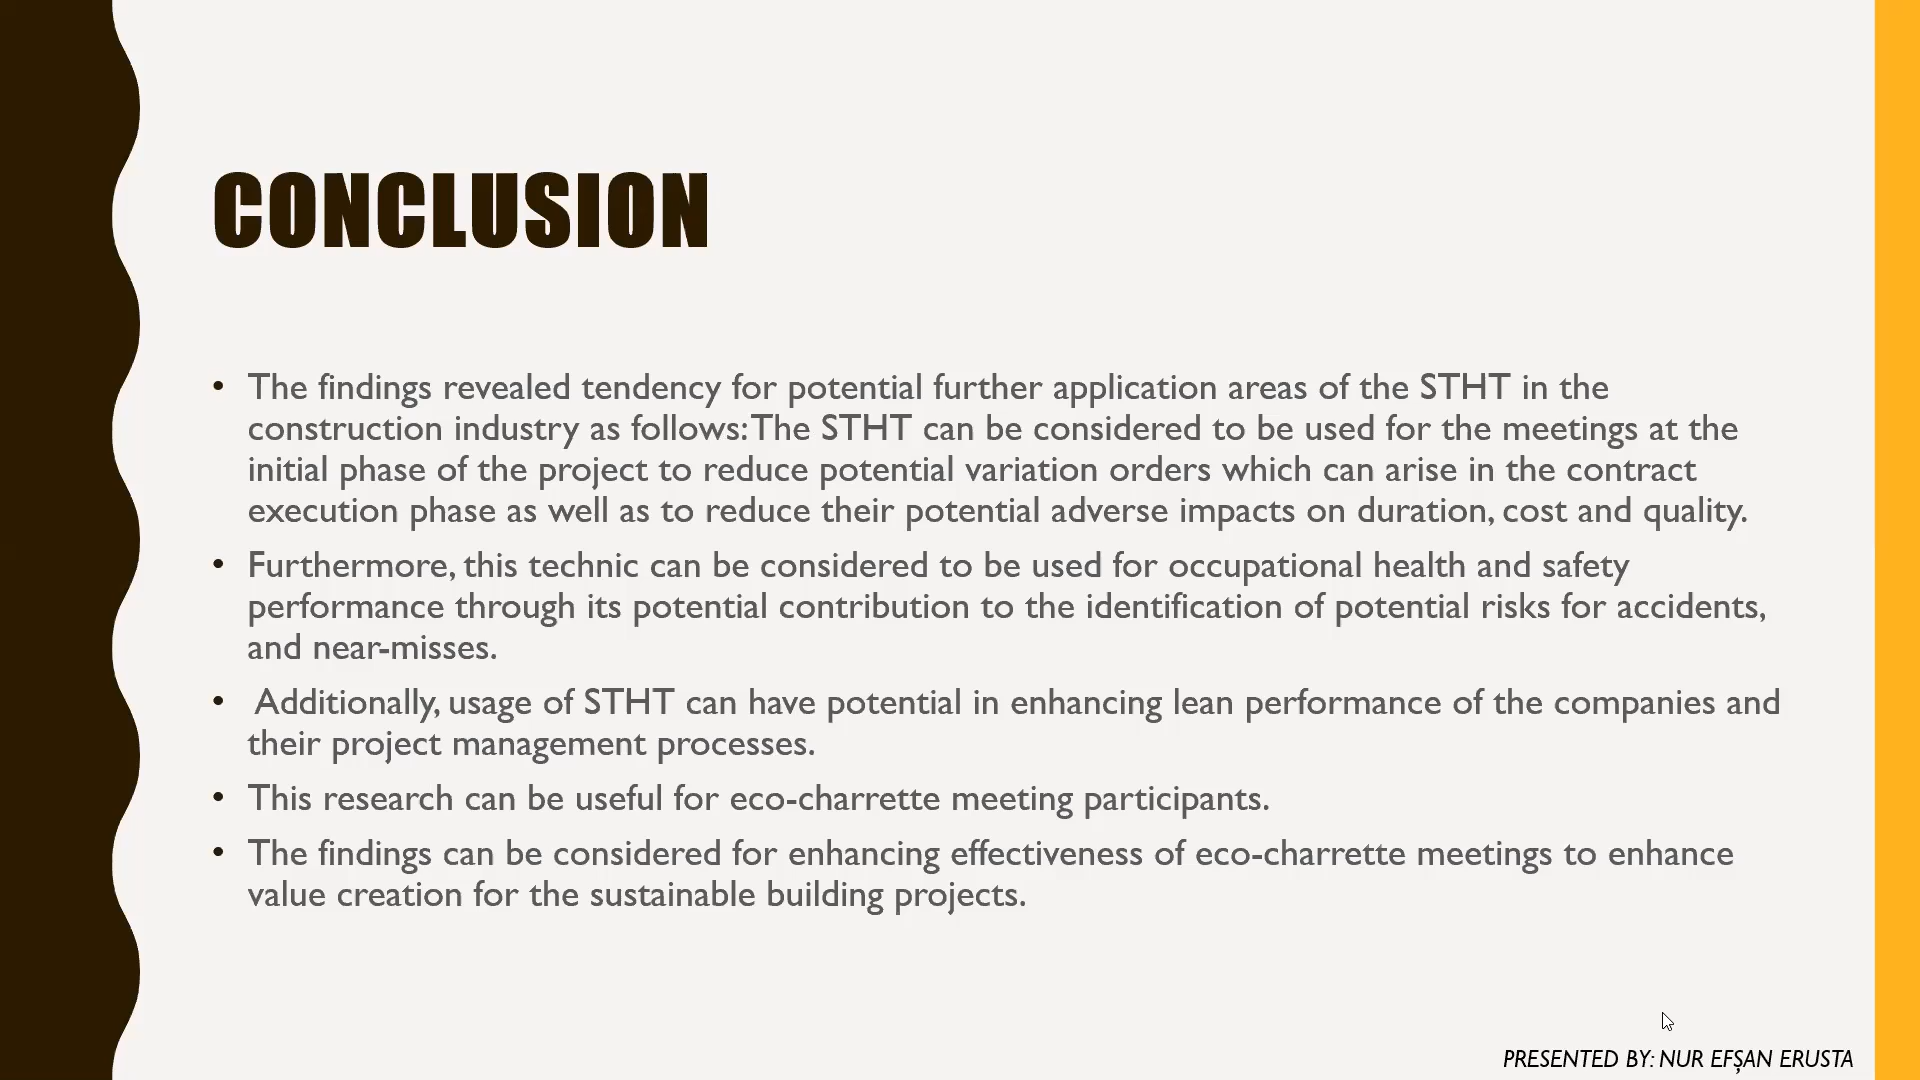 CONCLUSION
• The findings revealed tendency for potential further application areas of the STHT in the
construction industry as follows:The STHT can be considered to be used for the meetings at the
initial phase of the project to reduce potential variation orders which can arise in the contract
execution phase as well as to reduce their potential adverse impacts on duration, cost and quality.
• Furthermore, this technic can be considered to be used for occupational health and safety
performance through its potential contribution to the identification of potential risks for accidents,
and near-misses.
• Additionally, usage of STHT can have potential in enhancing lean performance of the companies and
their project management processes.
• This research can be useful for eco-charrette meeting participants.
• The findings can be considered for enhancing effectiveness of eco-charrette meetings to enhance
value creation for the sustainable building projects.
PRESENTED BY: NUR EFŞAN ERUSTA